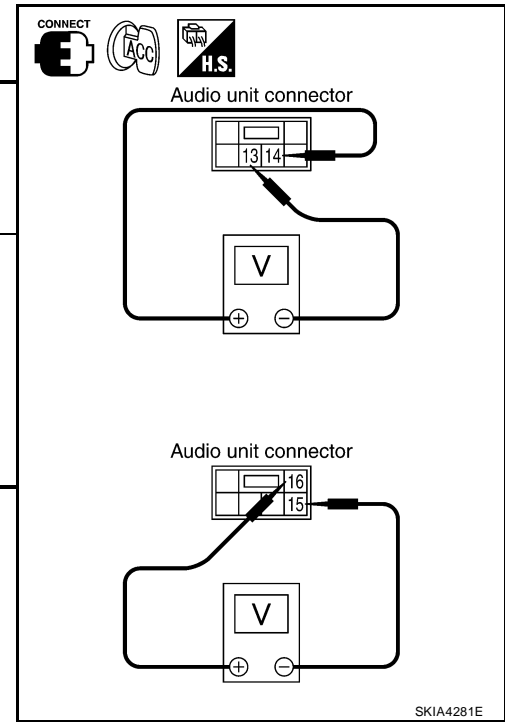 CONNECT
ACC
H.S.
Audio unit connector
13 14
V
+ −
Audio unit connector
16
15
V
+ −
SKIA4281E